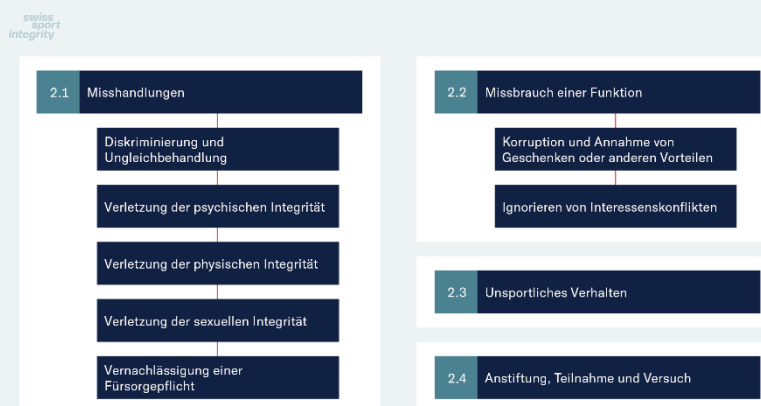 swiss
sport
integrity
2.1 Misshandlungen
Diskriminierung und
Ungleichbehandlung
Verletzung der psychischen Integrität
Verletzung der physischen Integrität
Verletzung der sexuellen Integrität
Vernachlässigung einer
Fürsorgepflicht
2.2 Missbrauch einer Funktion
Korruption und Annahme von
Geschenken oder anderen Vorteilen
Ignorieren von Interessenskonflikten
2.3 Unsportliches Verhalten
2.4 Anstiftung, Teilnahme und Versuch